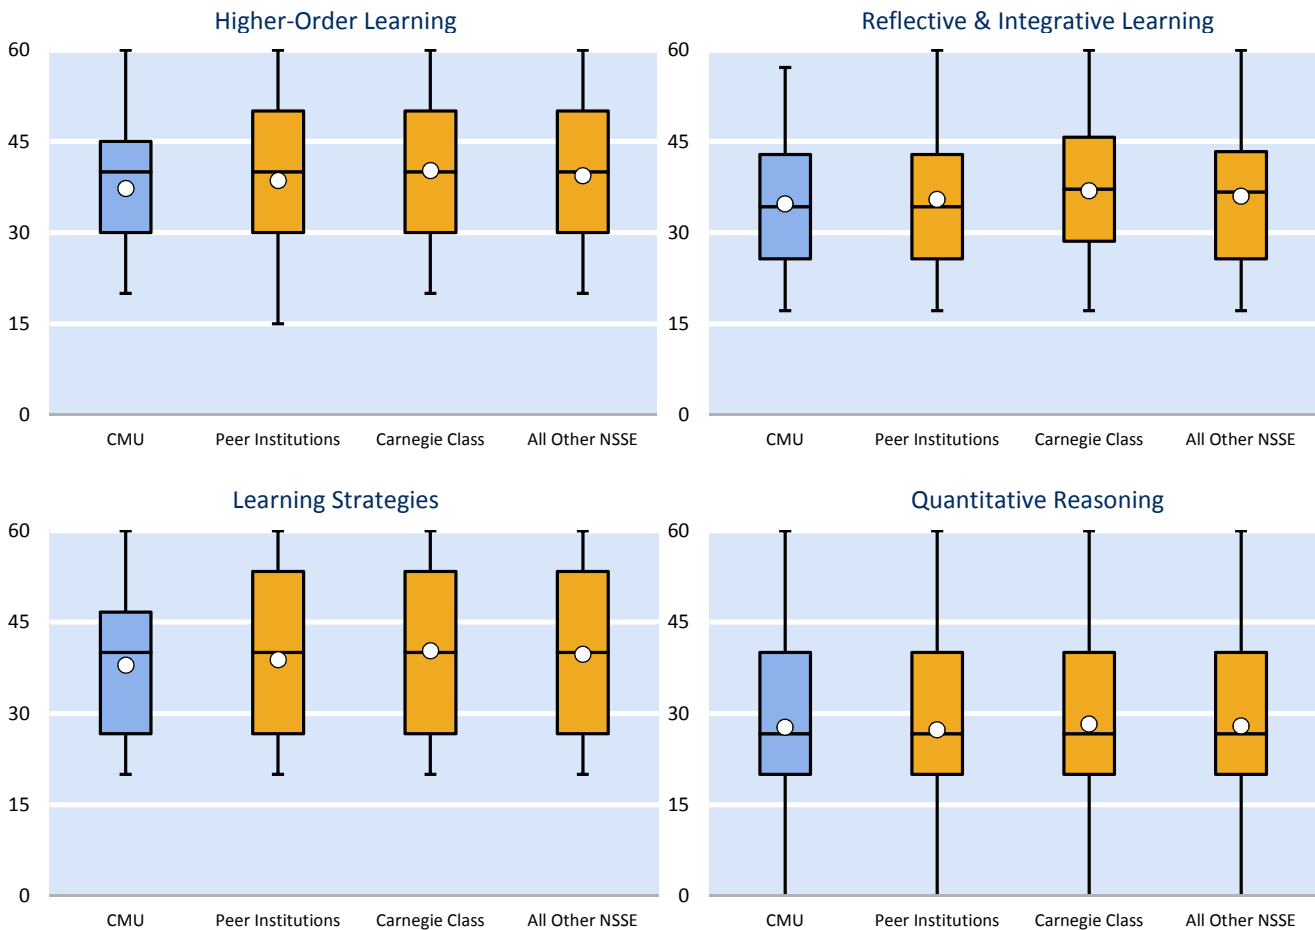 Higher-Order Learning
60
45
30
15
0
CMU Peer Institutions Carnegie Class All Other NSSE
Reflective & Integrative Learning
60
45
30
15
0
CMU Peer Institutions Carnegie Class All Other NSSE
Learning Strategies
60
45
30
15
0
CMU Peer Institutions Carnegie Class All Other NSSE
Quantitative Reasoning
60
45
30
15
0
CMU Peer Institutions Carnegie Class All Other NSSE